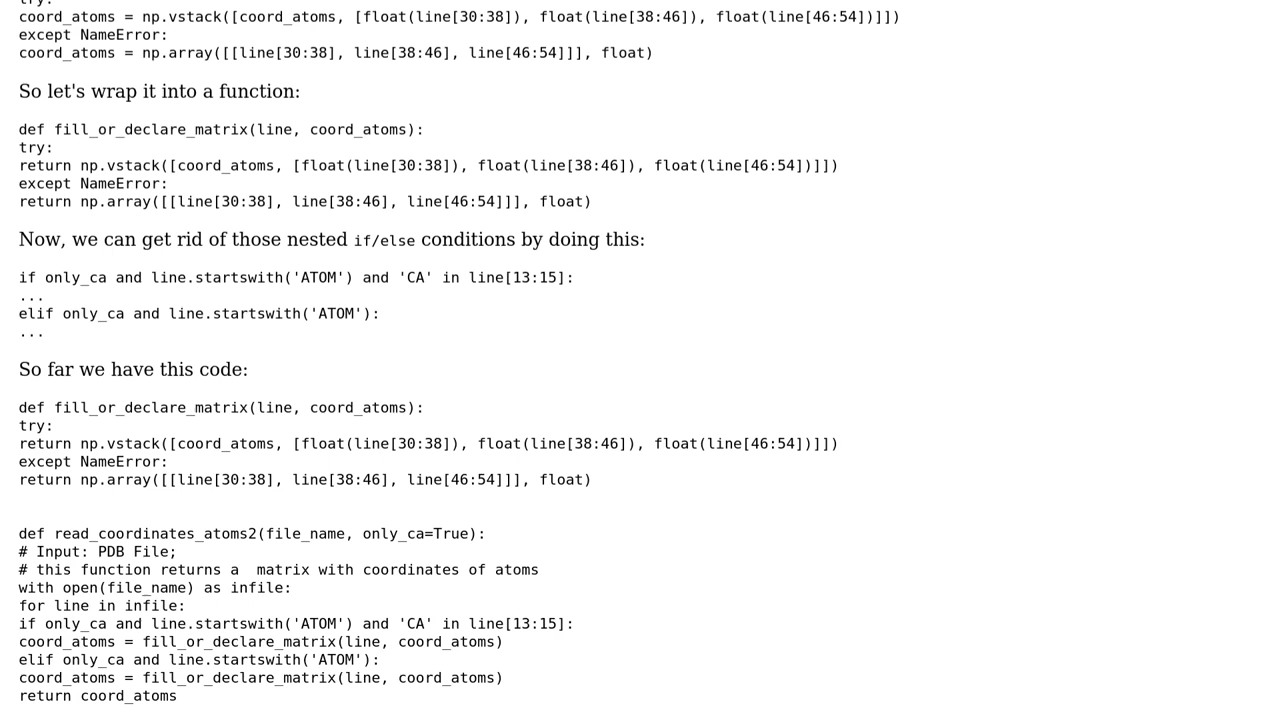 try:
coord_atoms = np.vstack([coord_atoms, [float(line[30:38]), float(line[38:46]), float(line[46:54])]])
except NameError:
coord_atoms = np.array([[line[30:38], line[38:46], line[46:54]]], float)
So let's wrap it into a function:
def fill_or_declare_matrix(line, coord_atoms):
try:
return np.vstack([coord_atoms, [float(line[30:38]), float(line[38:46]), float(line[46:54])]])
except NameError:
return np.array([[line[30:38], line[38:46], line[46:54]]], float)
Now, we can get rid of those nested if/else conditions by doing this:
if only_ca and line.startswith('ATOM') and 'CA' in line[13:15]:
...
elif only_ca and line.startswith('ATOM'):
...
So far we have this code:
def fill_or_declare_matrix(line, coord_atoms):
try:
return np.vstack([coord_atoms, [float(line[30:38]), float(line[38:46]), float(line[46:54])]])
except NameError:
return np.array([[line[30:38], line[38:46], line[46:54]]], float)
def read_coordinates_atoms2(file_name, only_ca=True):
# Input: PDB File;
# this function returns a  matrix with coordinates of atoms
with open(file_name) as infile:
for line in infile:
if only_ca and line.startswith('ATOM') and 'CA' in line[13:15]:
coord_atoms = fill_or_declare_matrix(line, coord_atoms)
elif only_ca and line.startswith('ATOM'):
coord_atoms = fill_or_declare_matrix(line, coord_atoms)
return coord_atoms